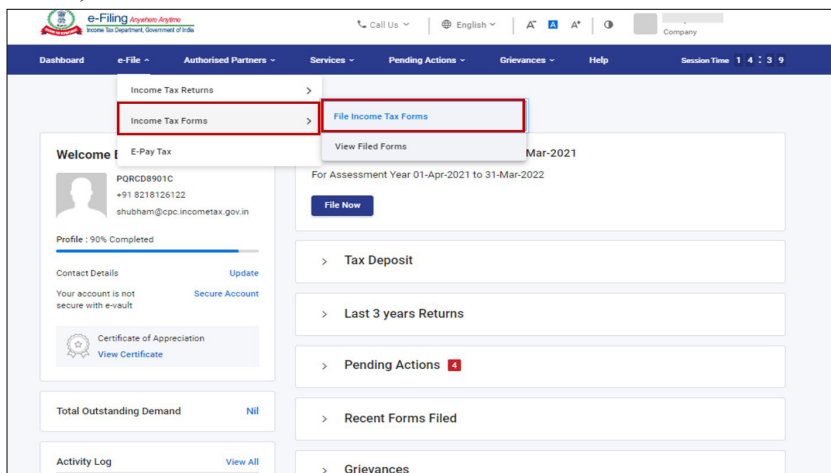 e-Filing Anywhere Anytime
Income Tax Department, Government of India
Call Us
English
A-
A
A+
Company
Dashboard
e-File
Authorised Partners
Services
Pending Actions
Grievances
Help
Session Time 1 4 : 3 9
Income Tax Returns
Income Tax Forms
E-Pay Tax
File Income Tax Forms
View Filed Forms
Welcome
PQRCD8901C
+91 8218126122
shubham@cpc.incometax.gov.in
Profile : 90% Completed
Contact Details
Update
Your account is not
secure with e-vault
Secure Account
Certificate of Appreciation
View Certificate
Total Outstanding Demand
Nil
Activity Log
View All
Mar-2021
For Assessment Year 01-Apr-2021 to 31-Mar-2022
File Now
Tax Deposit
Last 3 years Returns
Pending Actions 4
Recent Forms Filed
Grievances